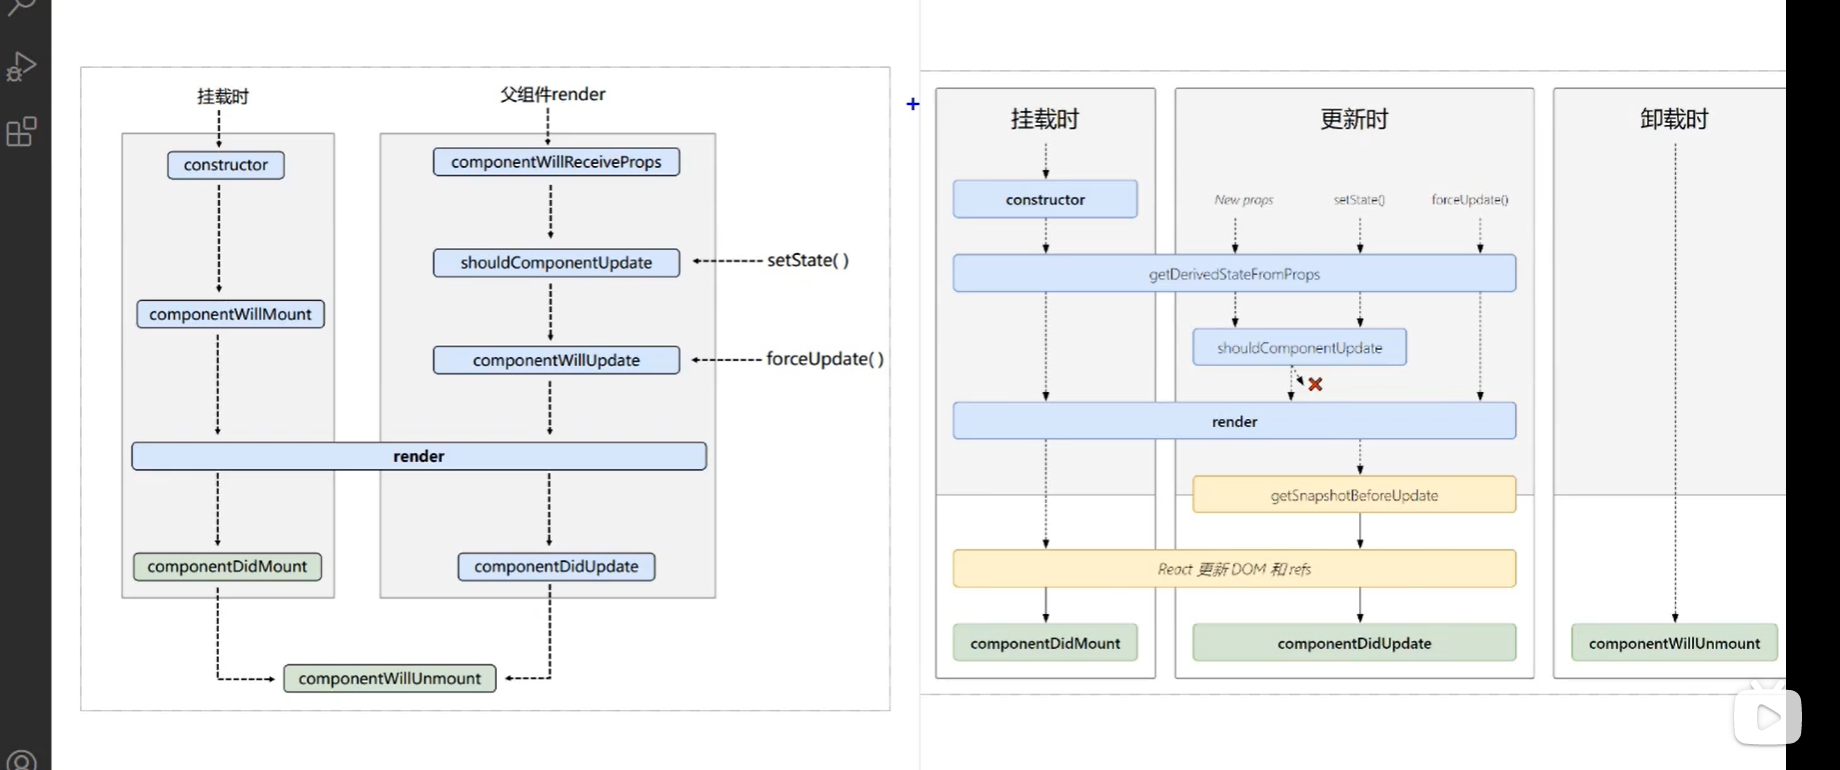 挂载时
父组件render
constructor
componentWillReceiveProps
shouldComponentUpdate
setState( )
componentWillMount
componentWillUpdate
forceUpdate( )
render
componentDidMount
componentDidUpdate
componentWillUnmount
挂载时
更新时
卸载时
constructor
New props
setState()
forceUpdate()
getDerivedStateFromProps
shouldComponentUpdate
render
getSnapshotBeforeUpdate
React 更新 DOM 和 refs
componentDidMount
componentDidUpdate
componentWillUnmount